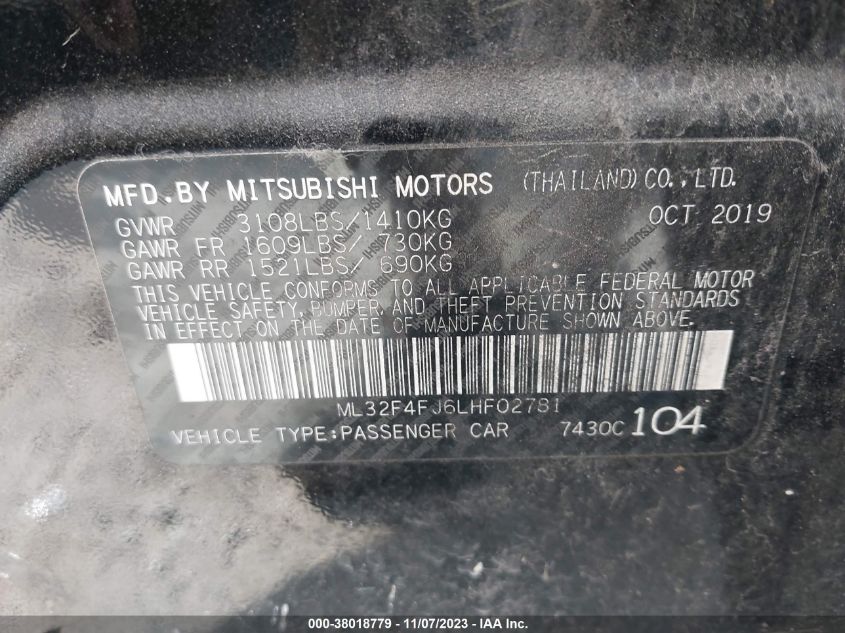 MFD.BY MITSUBISHI MOTORS (THAILAND) CO.,LTD.
GVWR 3108LBS/1410KG OCT 2019
GAWR FR 1609LBS/ 730KG
GAWR RR 1521LBS/ 690KG
THIS VEHICLE CONFORMS TO ALL APPLICABLE FEDERAL MOTOR
VEHICLE SAFETY, BUMPER AND THEFT PREVENTION STANDARDS
IN EFFECT ON THE DATE OF MANUFACTURE SHOWN ABOVE.
ML32F4FJ6LHF02781
VEHICLE TYPE:PASSENGER CAR 7430C 104
000-38018779 - 11/07/2023 - IAAI.com